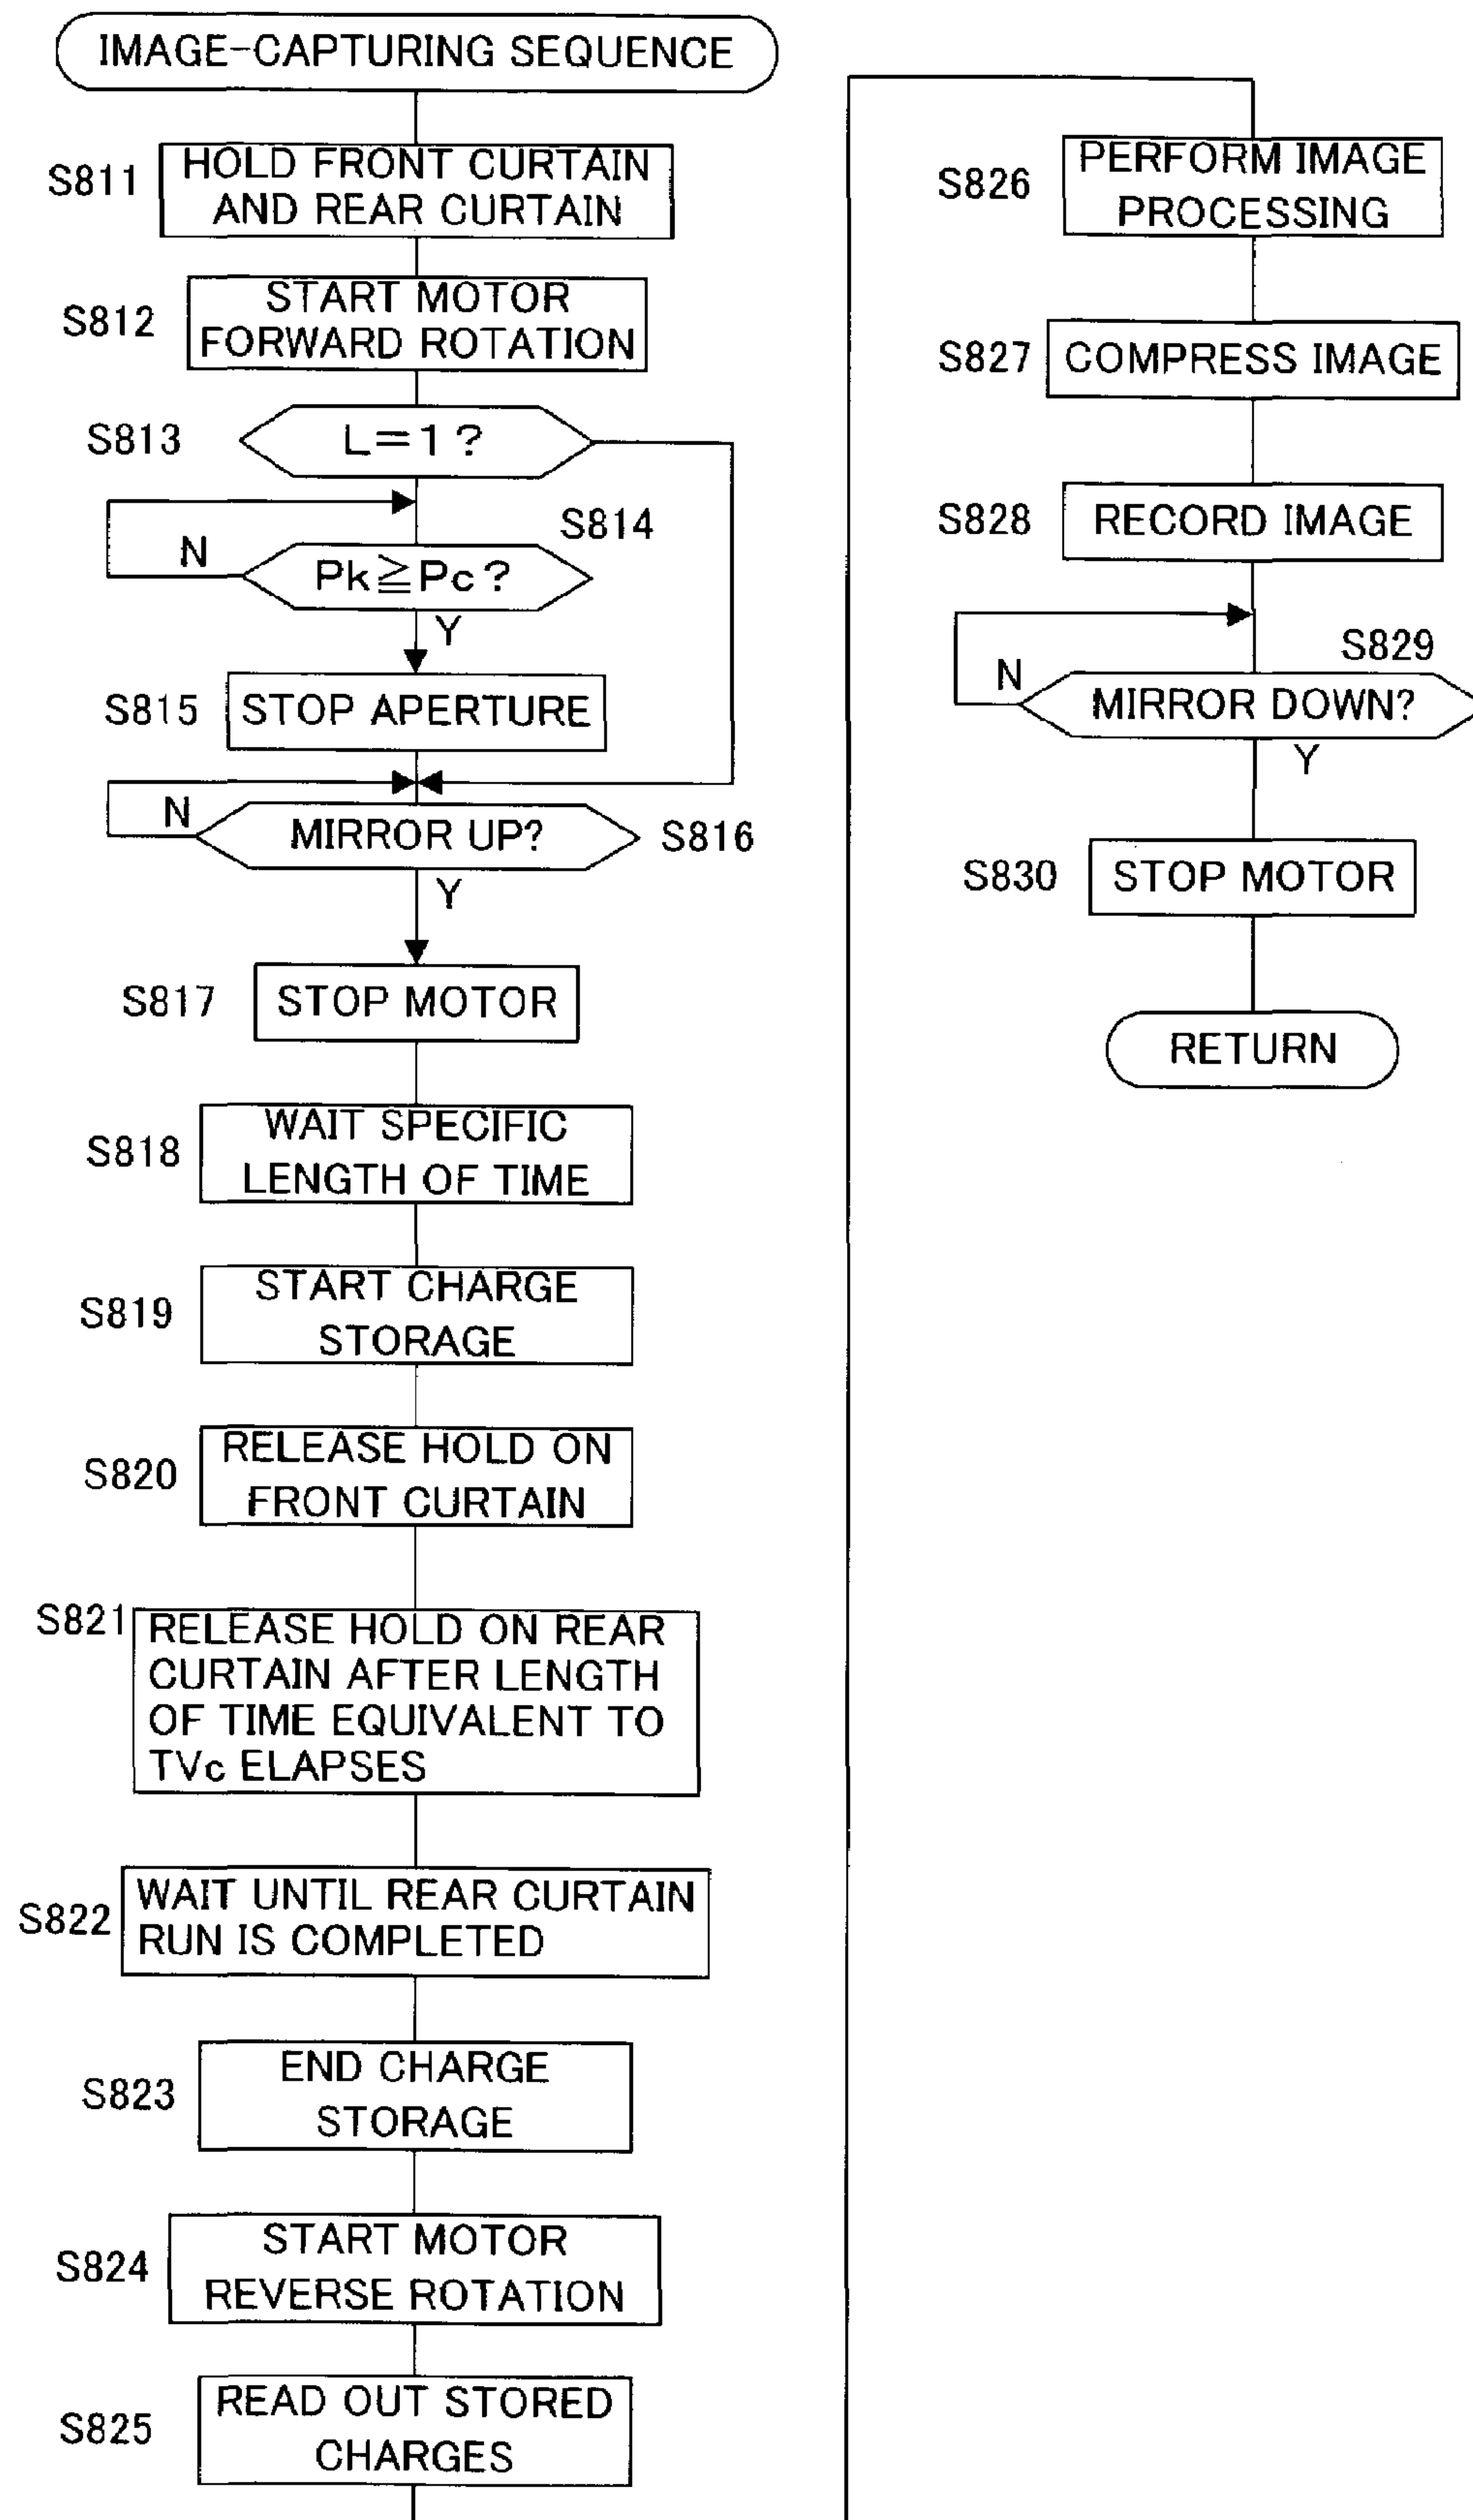 IMAGE-CAPTURING SEQUENCE
S811
HOLD FRONT CURTAIN
AND REAR CURTAIN
S812
START MOTOR
FORWARD ROTATION
S813
L=1?
S814
N
Pk≧Pc?
Y
S815
STOP APERTURE
N
MIRROR UP?
S816
Y
S817
STOP MOTOR
S818
WAIT SPECIFIC
LENGTH OF TIME
S819
START CHARGE
STORAGE
S820
RELEASE HOLD ON
FRONT CURTAIN
S821
RELEASE HOLD ON REAR
CURTAIN AFTER LENGTH
OF TIME EQUIVALENT TO
TVc ELAPSES
S822
WAIT UNTIL REAR CURTAIN
RUN IS COMPLETED
S823
END CHARGE
STORAGE
S824
START MOTOR
REVERSE ROTATION
S825
READ OUT STORED
CHARGES
S826
PERFORM IMAGE
PROCESSING
S827
COMPRESS IMAGE
S828
RECORD IMAGE
S829
N
MIRROR DOWN?
Y
S830
STOP MOTOR
RETURN